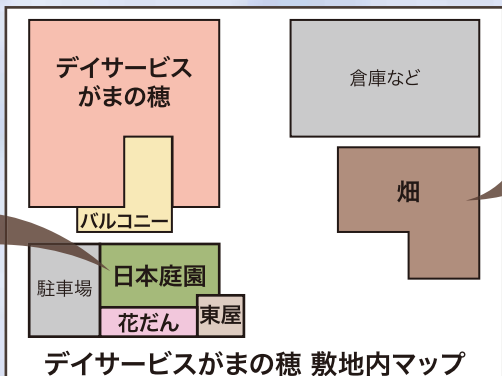 デイサービス
がまの穂
倉庫など
バルコニー
畑
駐車場
日本庭園
花だん
東屋
デイサービスがまの穂 敷地内マップ